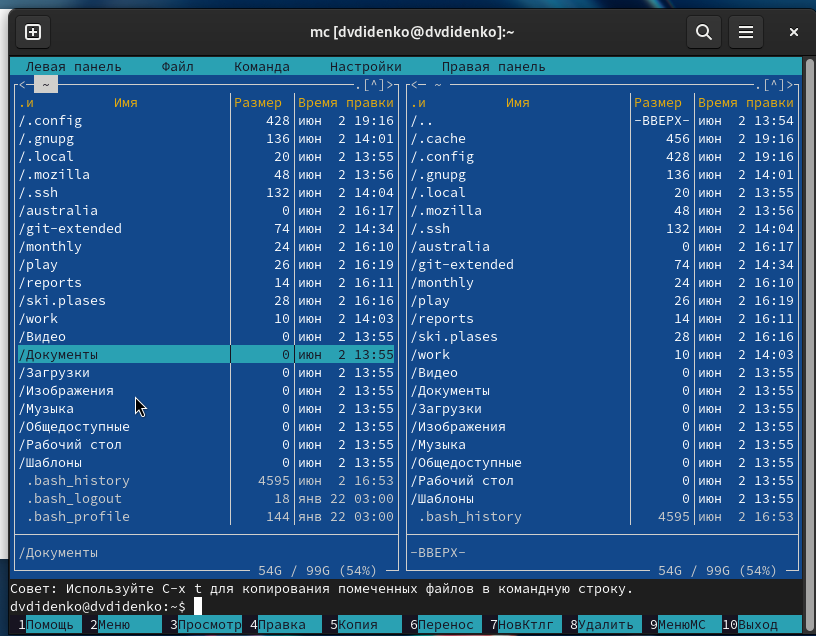 mc [dvdidenko@dvdidenko]:~
Левая панель Файл Команда Настройки Правая панель
<— ~ .[^]> <— ~ .[^]>
.и Имя Размер Время правки .и Имя Размер Время правки
/.config 428 июн 2 19:16 /.. -ВВЕРХ- июн 2 13:54
/.gnupg 136 июн 2 14:01 /.cache 456 июн 2 19:16
/.local 20 июн 2 13:55 /.config 428 июн 2 19:16
/.mozilla 48 июн 2 13:56 /.gnupg 136 июн 2 14:01
/.ssh 132 июн 2 14:04 /.local 20 июн 2 13:55
/australia 0 июн 2 16:17 /.mozilla 48 июн 2 13:56
/git-extended 74 июн 2 14:34 /.ssh 132 июн 2 14:04
/monthly 24 июн 2 16:10 /australia 0 июн 2 16:17
/play 26 июн 2 16:19 /git-extended 74 июн 2 14:34
/reports 14 июн 2 16:11 /monthly 24 июн 2 16:10
/ski.plases 28 июн 2 16:16 /play 26 июн 2 16:19
/work 10 июн 2 14:03 /reports 14 июн 2 16:11
/Видео 0 июн 2 13:55 /ski.plases 28 июн 2 16:16
/Документы 0 июн 2 13:55 /work 10 июн 2 14:03
/Загрузки 0 июн 2 13:55 /Видео 0 июн 2 13:55
/Изображения 0 июн 2 13:55 /Документы 0 июн 2 13:55
/Музыка 0 июн 2 13:55 /Загрузки 0 июн 2 13:55
/Общедоступные 0 июн 2 13:55 /Изображения 0 июн 2 13:55
/Рабочий стол 0 июн 2 13:55 /Музыка 0 июн 2 13:55
/Шаблоны 0 июн 2 13:55 /Общедоступные 0 июн 2 13:55
.bash_history 4595 июн 2 16:53 /Рабочий стол 0 июн 2 13:55
.bash_logout 18 янв 22 03:00 /Шаблоны 0 июн 2 13:55
.bash_profile 144 янв 22 03:00 .bash_history 4595 июн 2 16:53
/Документы -ВВЕРХ-
54G / 99G (54%) 54G / 99G (54%)
Совет: Используйте C-x t для копирования помеченных файлов в командную строку.
dvdidenko@dvdidenko:~$
1Помощь 2Меню 3Просмотр 4Правка 5Копия 6Перенос 7НовКтлг 8Удалить 9МенюМС 10Выход